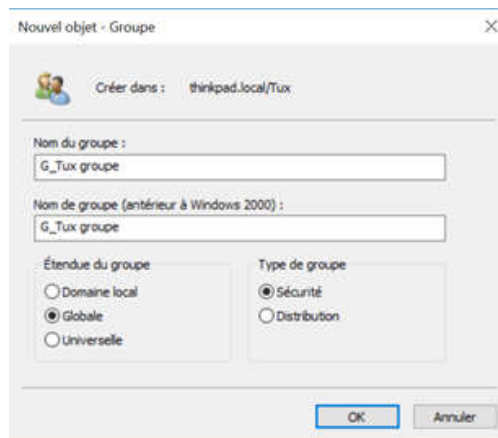 Nouvel objet - Groupe
Créer dans : thinkpad.local/Tux
Nom du groupe :
G_Tux groupe
Nom de groupe (antérieur à Windows 2000) :
G_Tux groupe
Étendue du groupe
Domaine local
Globale
Universelle
Type de groupe
Sécurité
Distribution
OK
Annuler